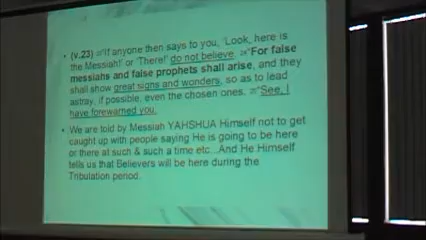 • (v.23) ²³"If anyone then says to you, 'Look, here is
the Messiah!' or 'There!' do not believe. ²⁴"For false
messiahs and false prophets shall arise, and they
shall show great signs and wonders, so as to lead
astray, if possible, even the chosen ones. ²⁵"See, I
have forewarned you.
• We are told by Messiah YAHSHUA Himself not to get
caught up with people saying He is going to be here
or there at such & such a time etc...And He Himself
tells us that Believers will be here during the
Tribulation period.